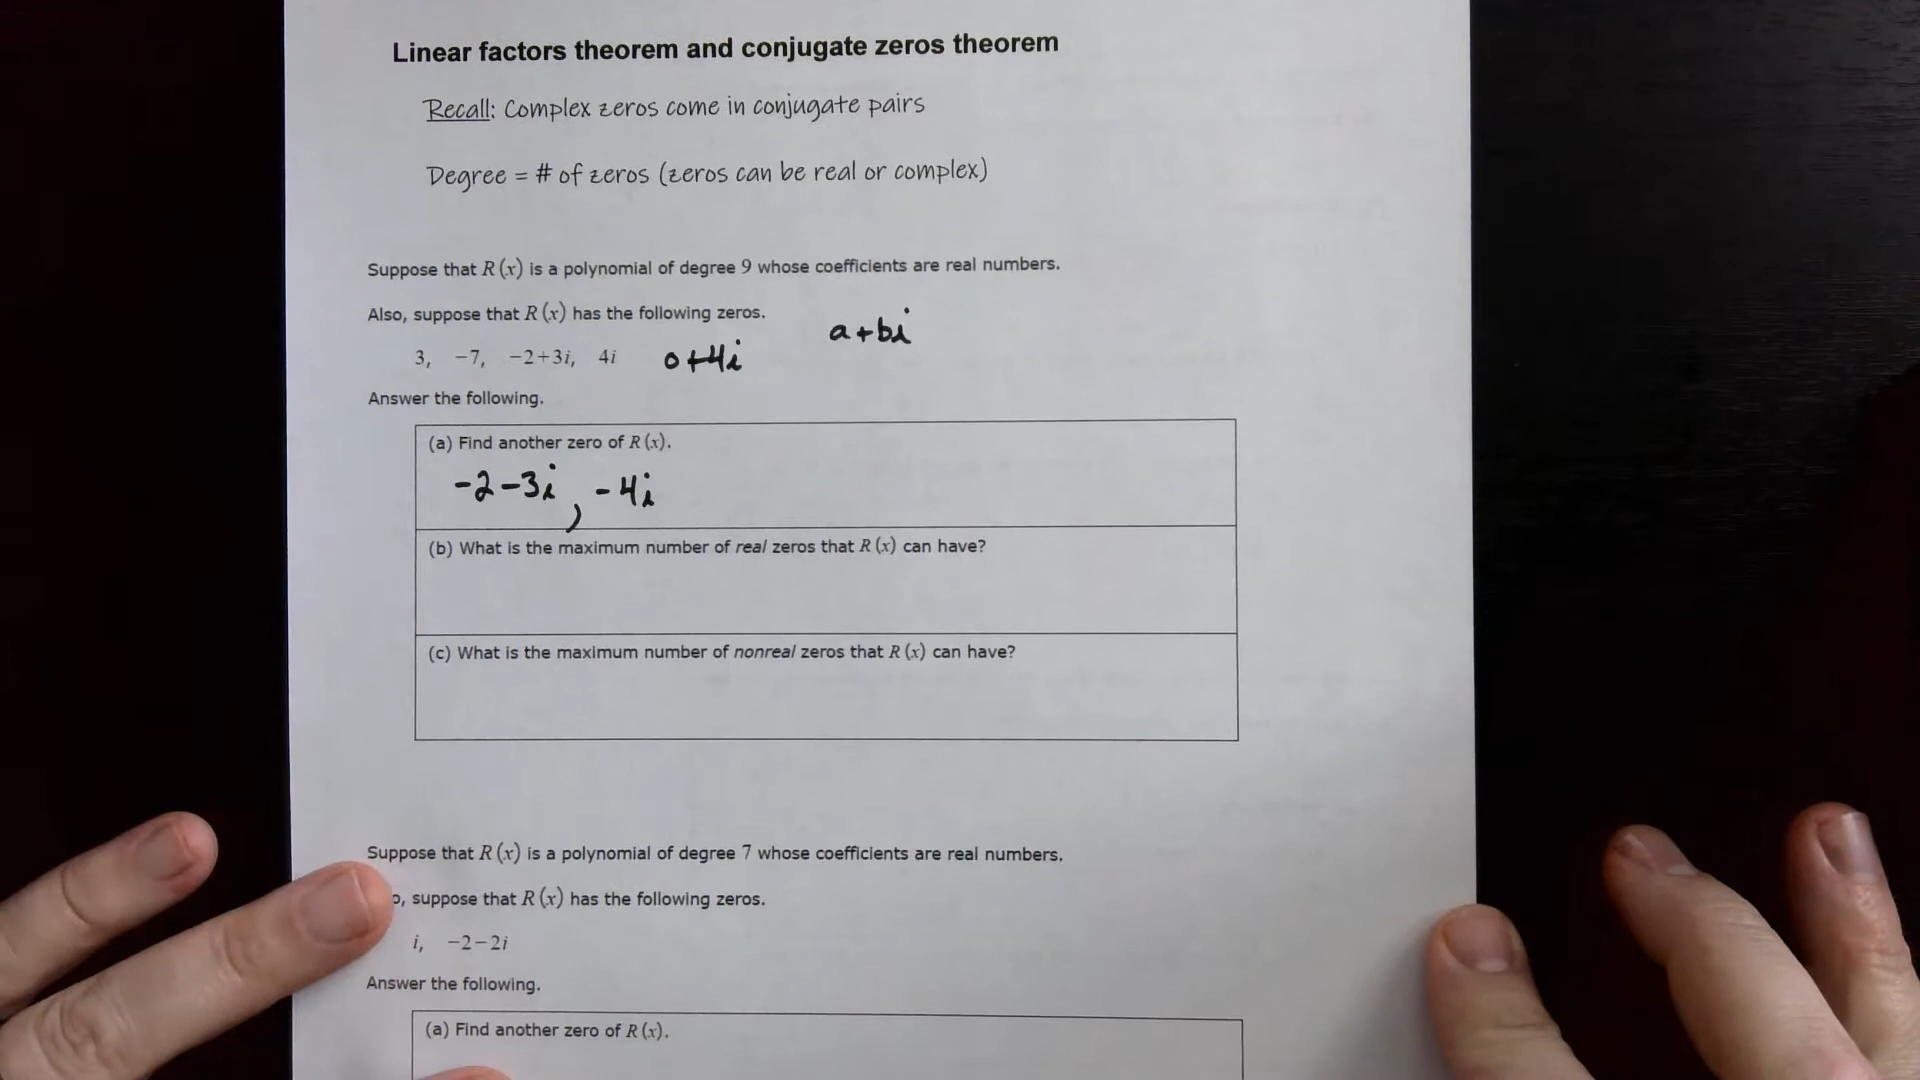 Linear factors theorem and conjugate zeros theorem
Recall: Complex zeros come in conjugate pairs
Degree = # of zeros (zeros can be real or complex)
Suppose that R(x) is a polynomial of degree 9 whose coefficients are real numbers.
Also, suppose that R(x) has the following zeros.
a+bi
3, −7, −2+3i, 4i 0+4i
Answer the following.
(a) Find another zero of R(x).
-2-3i, -4i
(b) What is the maximum number of real zeros that R(x) can have?
(c) What is the maximum number of nonreal zeros that R(x) can have?
Suppose that R(x) is a polynomial of degree 7 whose coefficients are real numbers.
o, suppose that R(x) has the following zeros.
i, −2−2i
Answer the following.
(a) Find another zero of R(x).